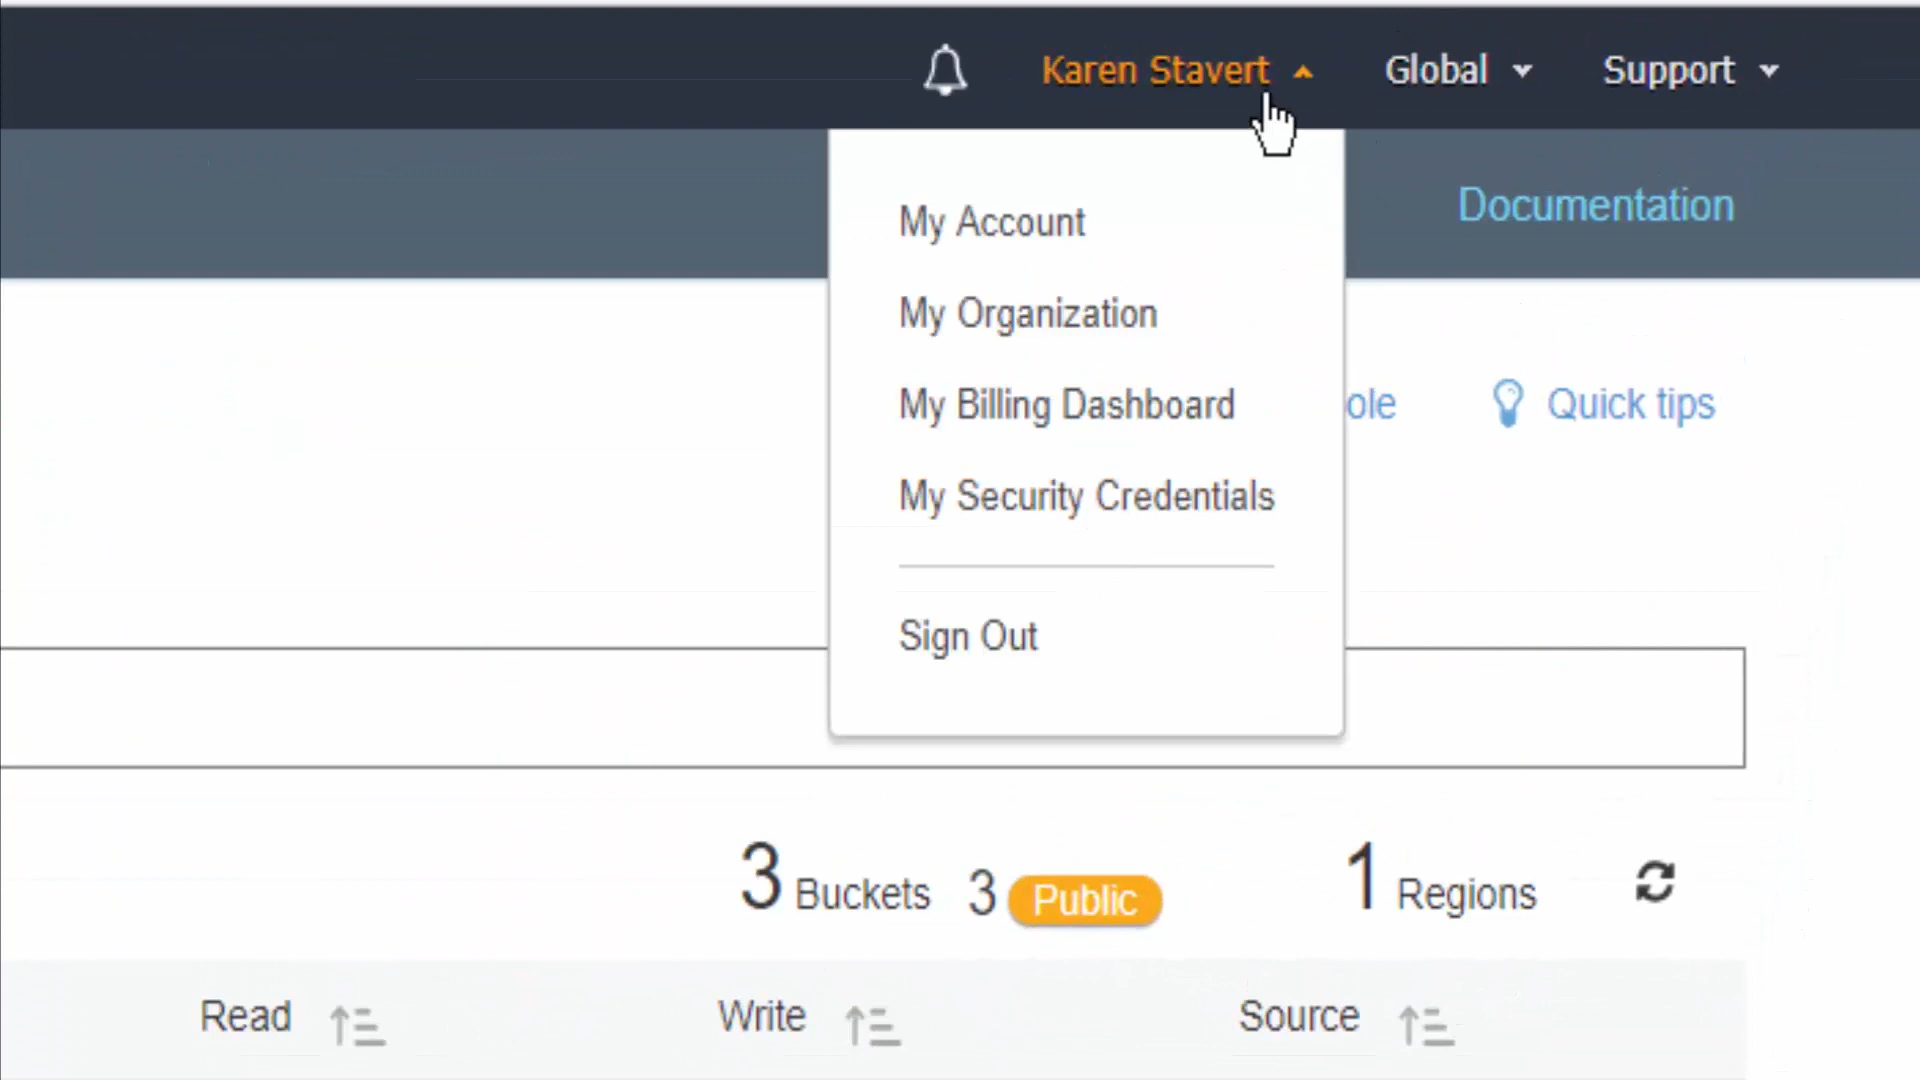 Karen Stavert Global Support
Documentation
My Account
My Organization
My Billing Dashboard
ole Quick tips
My Security Credentials
Sign Out
3 Buckets 3 Public 1 Regions
Read Write Source